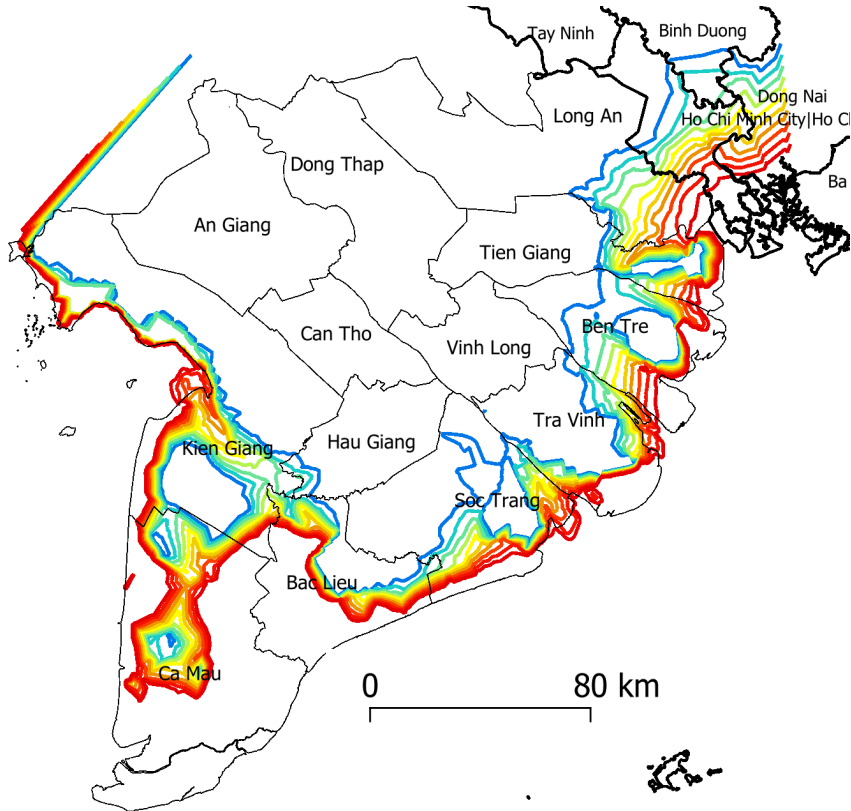 Tay Ninh
Binh Duong
Dong Nai
Long An
Ho Chi Minh City|Ho C
Dong Thap
Ba
An Giang
Tien Giang
Can Tho
Ben Tre
Vinh Long
Tra Vinh
Hau Giang
Kien Giang
Soc Trang
Bac Lieu
Ca Mau
0 80 km